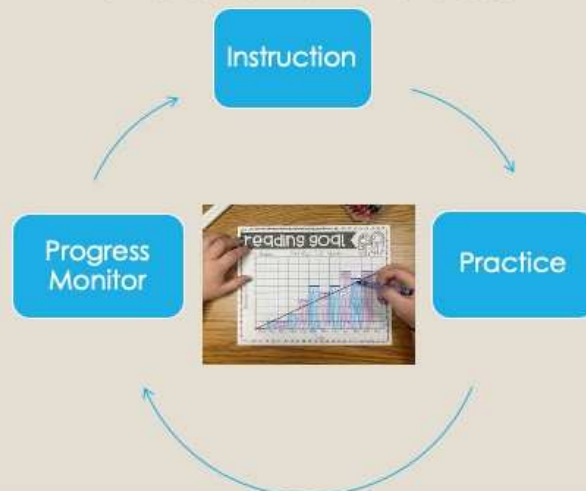 Instruction
Practice
reading goal
Progress
Monitor